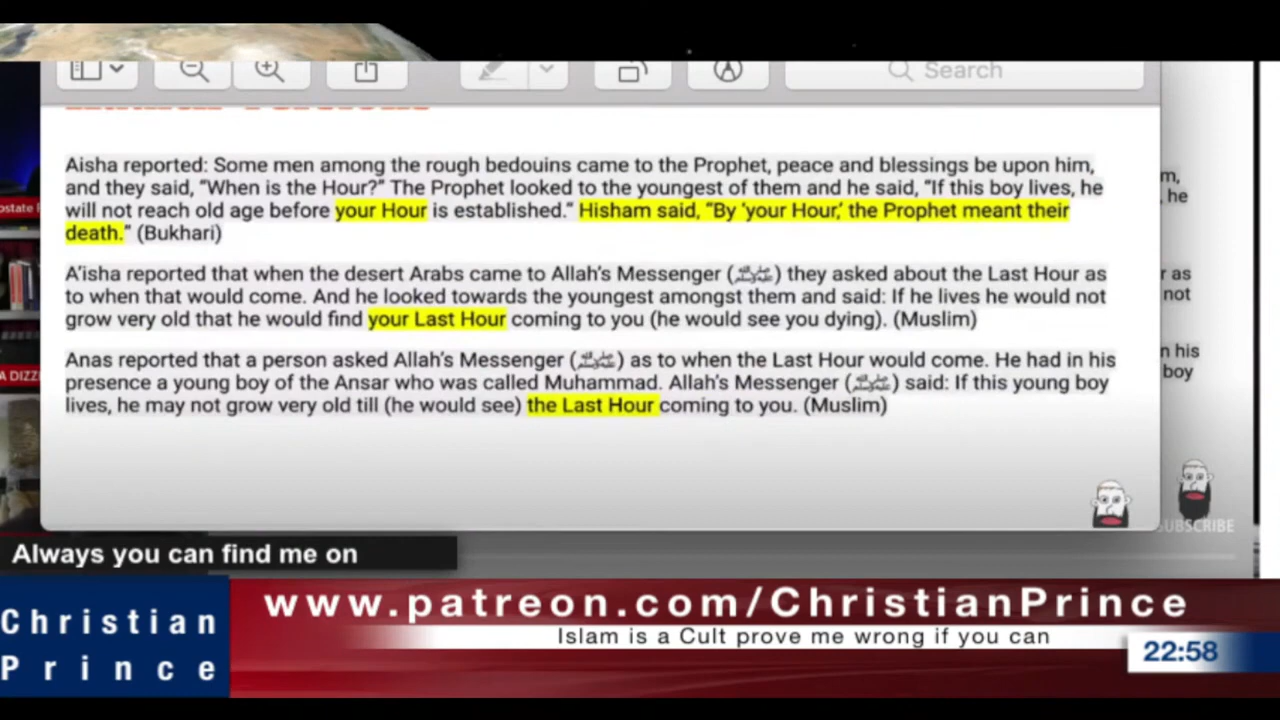 Search
Aisha reported: Some men among the rough bedouins came to the Prophet, peace and blessings be upon him,
and they said, “When is the Hour?” The Prophet looked to the youngest of them and he said, “If this boy lives, he
will not reach old age before your Hour is established.“ Hisham said, “By ‘your Hour,’ the Prophet meant their
death.” (Bukhari)
A’isha reported that when the desert Arabs came to Allah’s Messenger (ﷺ) they asked about the Last Hour as
to when that would come. And he looked towards the youngest amongst them and said: If he lives he would not
grow very old that he would find your Last Hour coming to you (he would see you dying). (Muslim)
Anas reported that a person asked Allah’s Messenger (ﷺ) as to when the Last Hour would come. He had in his
presence a young boy of the Ansar who was called Muhammad. Allah’s Messenger (ﷺ) said: If this young boy
lives, he may not grow very old till (he would see) the Last Hour coming to you. (Muslim)
m,
, he
r as
not
n his
boy
ostate
A DIZZ
SUBSCRIBE
Always you can find me on
Christian
Prince
www.patreon.com/ChristianPrince
Islam is a Cult prove me wrong if you can
22:58